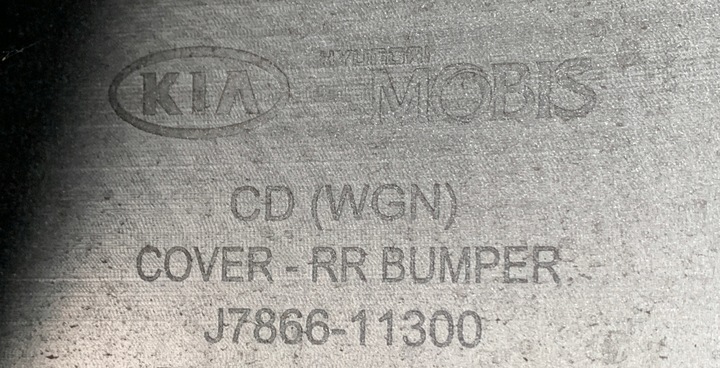 KIA HYUNDAI MOBIS
CD (WGN)
COVER - RR BUMPER
J7866-11300